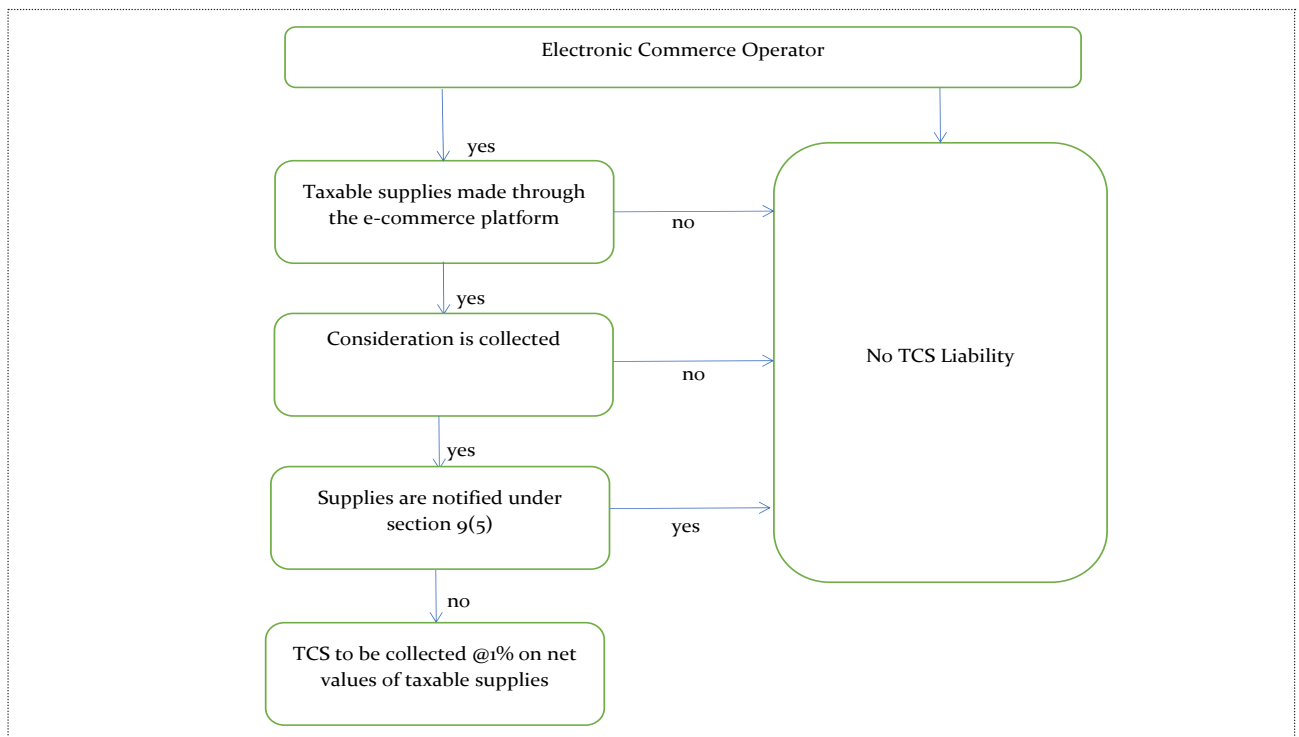 Electronic Commerce Operator
yes
Taxable supplies made through
the e-commerce platform
no
yes
Consideration is collected
No TCS Liability
no
yes
Supplies are notified under
section 9(5)
yes
no
TCS to be collected @1% on net
values of taxable supplies